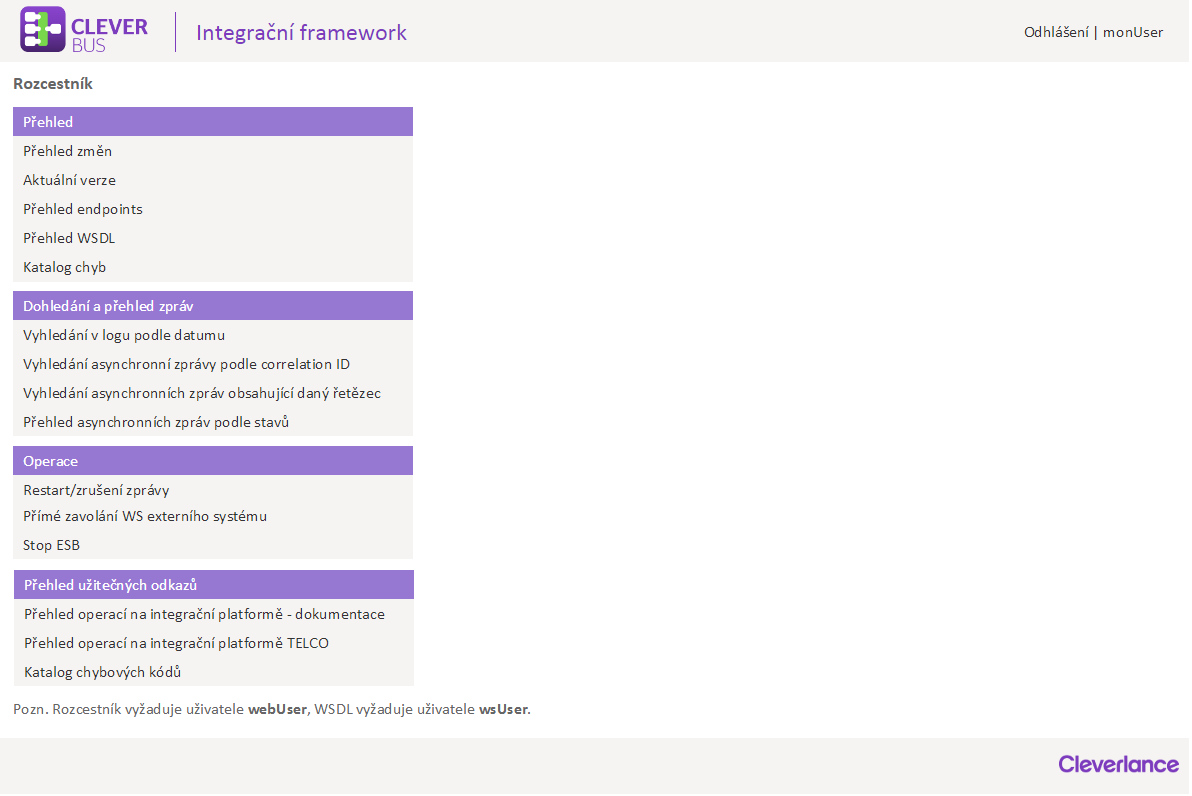 CLEVER
BUS
Integrační framework
Odhlášení | monUser
Rozcestník
Přehled
Přehled změn
Aktuální verze
Přehled endpoints
Přehled WSDL
Katalog chyb
Dohledání a přehled zpráv
Vyhledání v logu podle datumu
Vyhledání asynchronní zprávy podle correlation ID
Vyhledání asynchronních zpráv obsahující daný řetězec
Přehled asynchronních zpráv podle stavů
Operace
Restart/zrušení zprávy
Přímé zavolání WS externího systému
Stop ESB
Přehled užitečných odkazů
Přehled operací na integrační platformě - dokumentace
Přehled operací na integrační platformě TELCO
Katalog chybových kódů
Pozn. Rozcestník vyžaduje uživatele webUser, WSDL vyžaduje uživatele wsUser.
Cleverlance